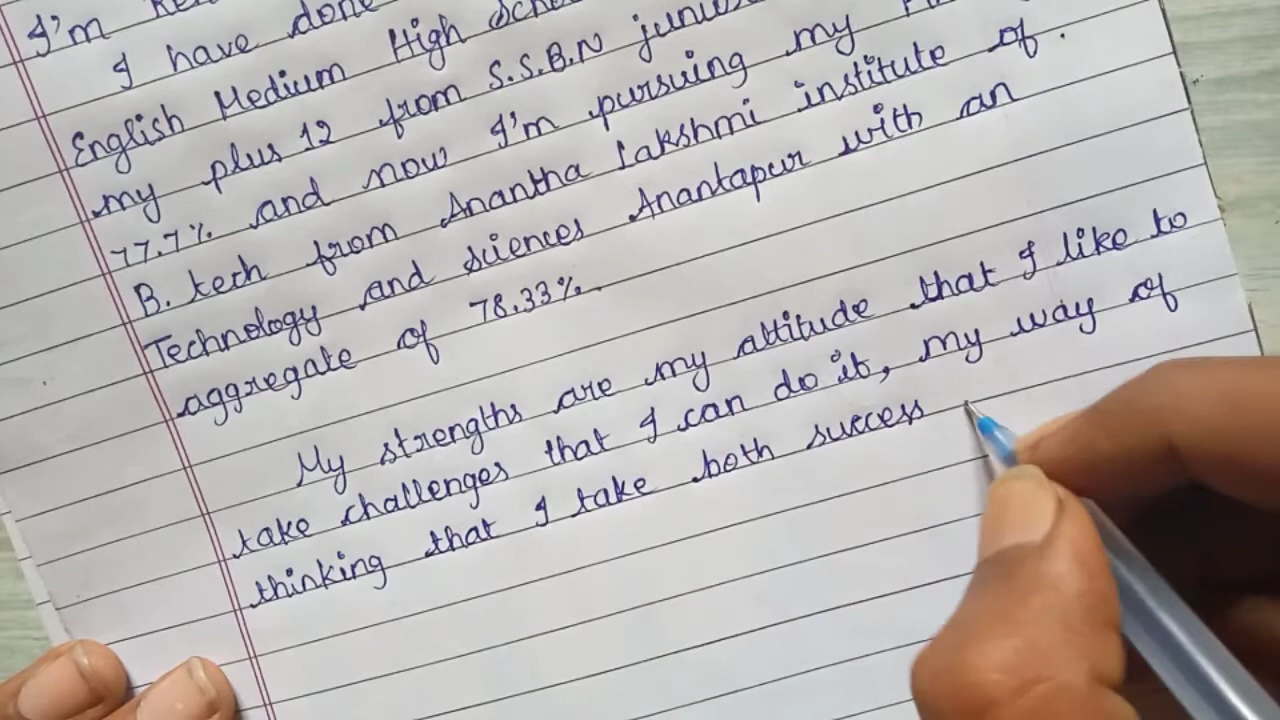 I'm
I have done
English Medium High
my plus 12 from S.S.B.N
77.7% and now I'm pursuing my
B. tech from Anantha Lakshmi institute of.
Technology and sciences Anantapur with an
aggregate of 78.33%.
My strengths are my attitude that I like to
take challenges that I can do it, my way of
thinking that I take both success